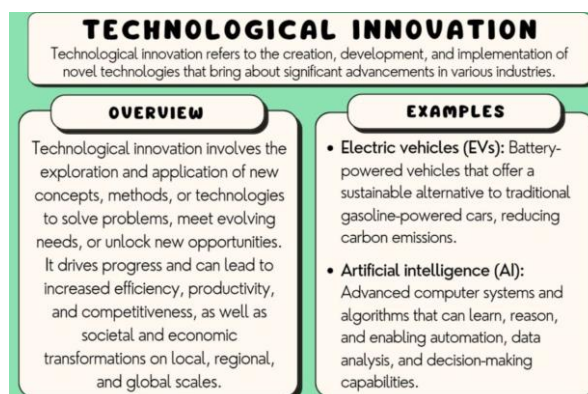 TECHNOLOGICAL INNOVATION
Technological innovation refers to the creation, development, and implementation of
novel technologies that bring about significant advancements in various industries.
OVERVIEW
Technological innovation involves the
exploration and application of new
concepts, methods, or technologies
to solve problems, meet evolving
needs, or unlock new opportunities.
It drives progress and can lead to
increased efficiency, productivity,
and competitiveness, as well as
societal and economic
transformations on local, regional,
and global scales.
EXAMPLES
• Electric vehicles (EVs): Battery-
powered vehicles that offer a
sustainable alternative to traditional
gasoline-powered cars, reducing
carbon emissions.
• Artificial intelligence (AI):
Advanced computer systems and
algorithms that can learn, reason,
and enabling automation, data
analysis, and decision-making
capabilities.